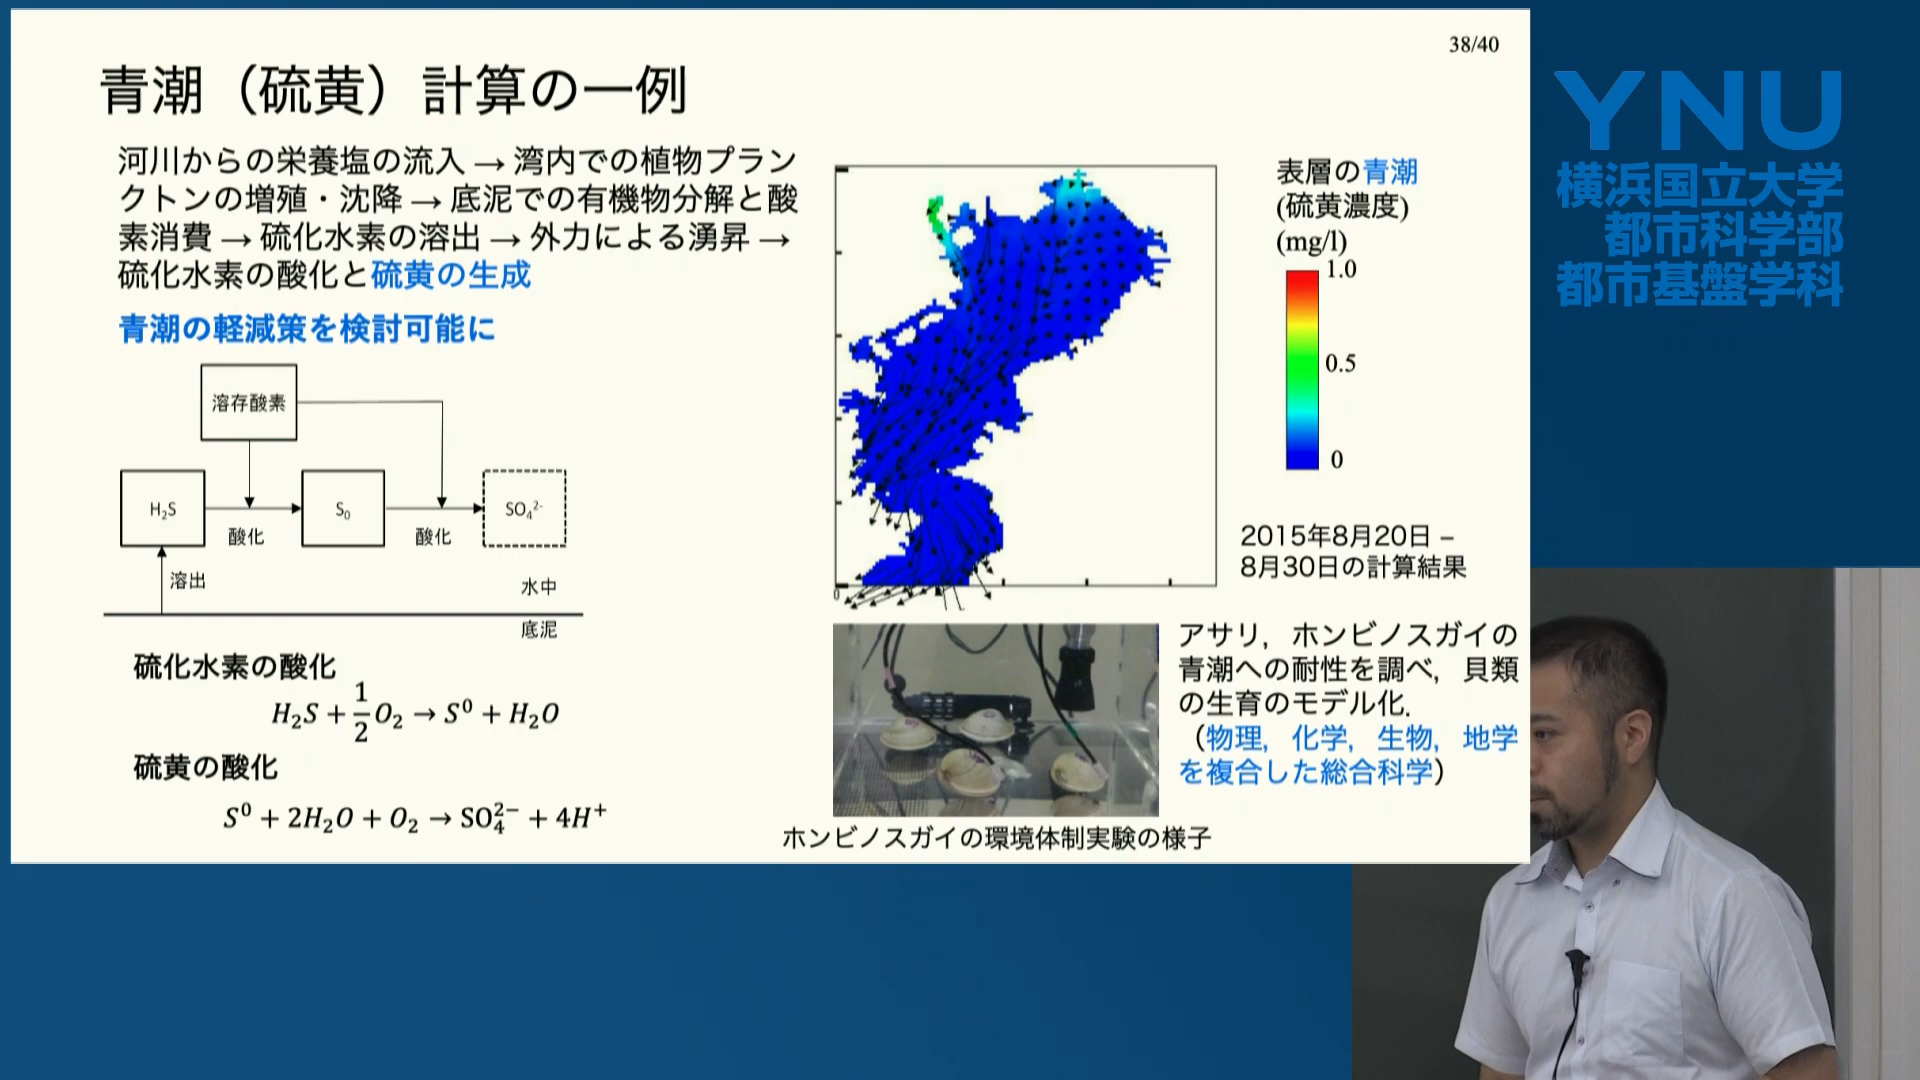 38/40
青潮（硫黄）計算の一例
河川からの栄養塩の流入 → 湾内での植物プラン
クトンの増殖・沈降 → 底泥での有機物分解と酸
素消費 → 硫化水素の溶出 → 外力による湧昇 →
硫化水素の酸化と硫黄の生成
青潮の軽減策を検討可能に
溶存酸素
H₂S
酸化
S₀
酸化
SO₄²⁻
溶出
水中
底泥
硫化水素の酸化
H₂S + 1/2 O₂ → S⁰ + H₂O
硫黄の酸化
S⁰ + 2H₂O + O₂ → SO₄²⁻ + 4H⁺
表層の青潮
(硫黄濃度)
(mg/l)
1.0
0.5
0
0
2015年8月20日 –
8月30日の計算結果
アサリ，ホンビノスガイの
青潮への耐性を調べ，貝類
の生育のモデル化．
（物理，化学，生物，地学
を複合した総合科学）
ホンビノスガイの環境体制実験の様子
YNU
横浜国立大学
都市科学部
都市基盤学科